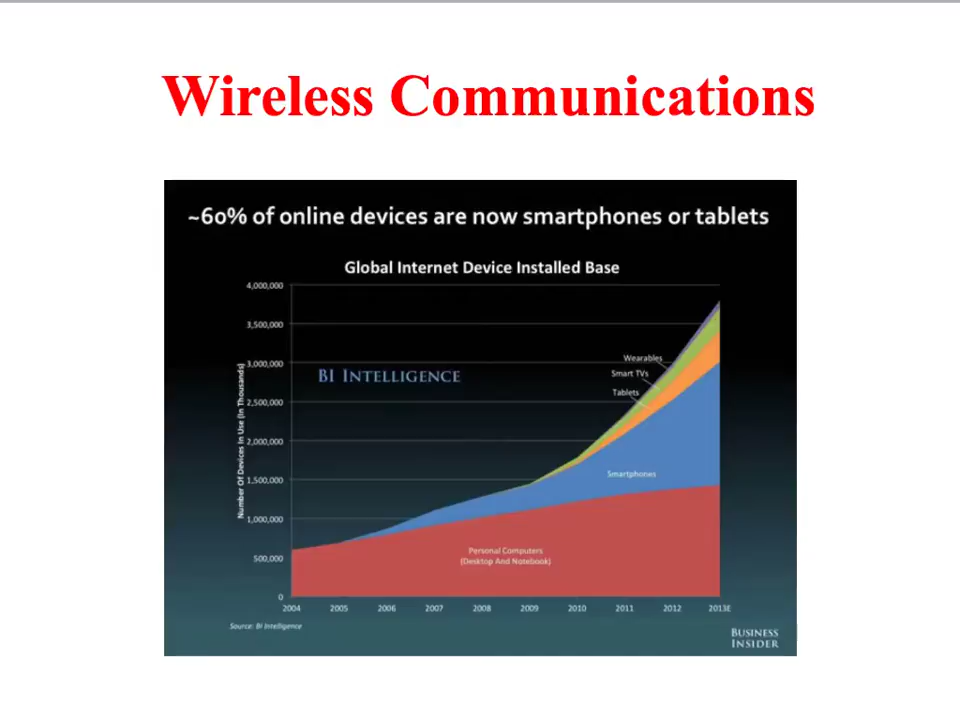 Wireless Communications
~60% of online devices are now smartphones or tablets
Global Internet Device Installed Base
4,000,000
3,500,000
3,000,000
2,500,000
2,000,000
1,500,000
1,000,000
500,000
0
Number Of Devices In Use (In Thousands)
BI INTELLIGENCE
Wearables
Smart TVs
Tablets
Smartphones
Personal Computers
(Desktop And Notebook)
2004 2005 2006 2007 2008 2009 2010 2011 2012 2013E
Source: BI Intelligence
BUSINESS
INSIDER